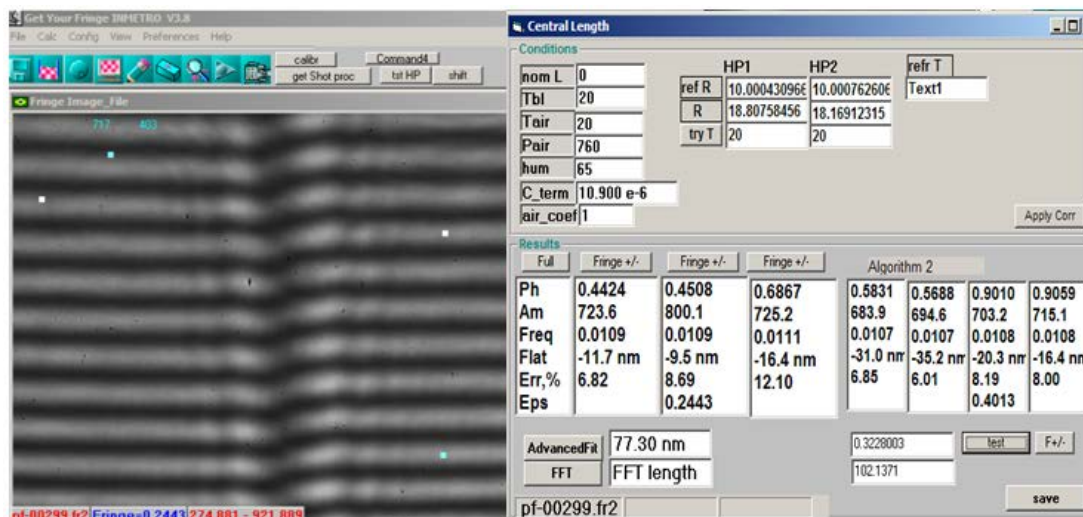 Get Your Fringe INMETRO V3.8
File Calc Config View Preferences Help
calibr Command4
get Shot proc tst HP shift
Fringe Image_File
717 403
pf-00299.fr2 Fringe=0.2443 274.881 - 921.889
Central Length
Conditions
HP1 HP2 refr T
nom L 0
ref R 10.000430966 10.000762606 Text1
Tbl 20
R 18.80758456 18.16912315
Tair 20
try T 20 20
Pair 760
hum 65
C_term 10.900 e-6
air_coef 1
Apply Corr
Results
Full Fringe +/- Fringe +/- Fringe +/- Algorithm 2
Ph 0.4424 0.4508 0.6867 0.5831 0.5688 0.9010 0.9059
Am 723.6 800.1 725.2 683.9 694.6 703.2 715.1
Freq 0.0109 0.0109 0.0111 0.0107 0.0107 0.0108 0.0108
Flat -11.7 nm -9.5 nm -16.4 nm -31.0 nm -35.2 nm -20.3 nm -16.4 nm
Err,% 6.82 8.69 12.10 6.85 6.01 8.19 8.00
Eps 0.2443 0.4013
AdvancedFit 77.30 nm 0.3228003 test F+/-
FFT FFT length 102.1371
save
pf-00299.fr2